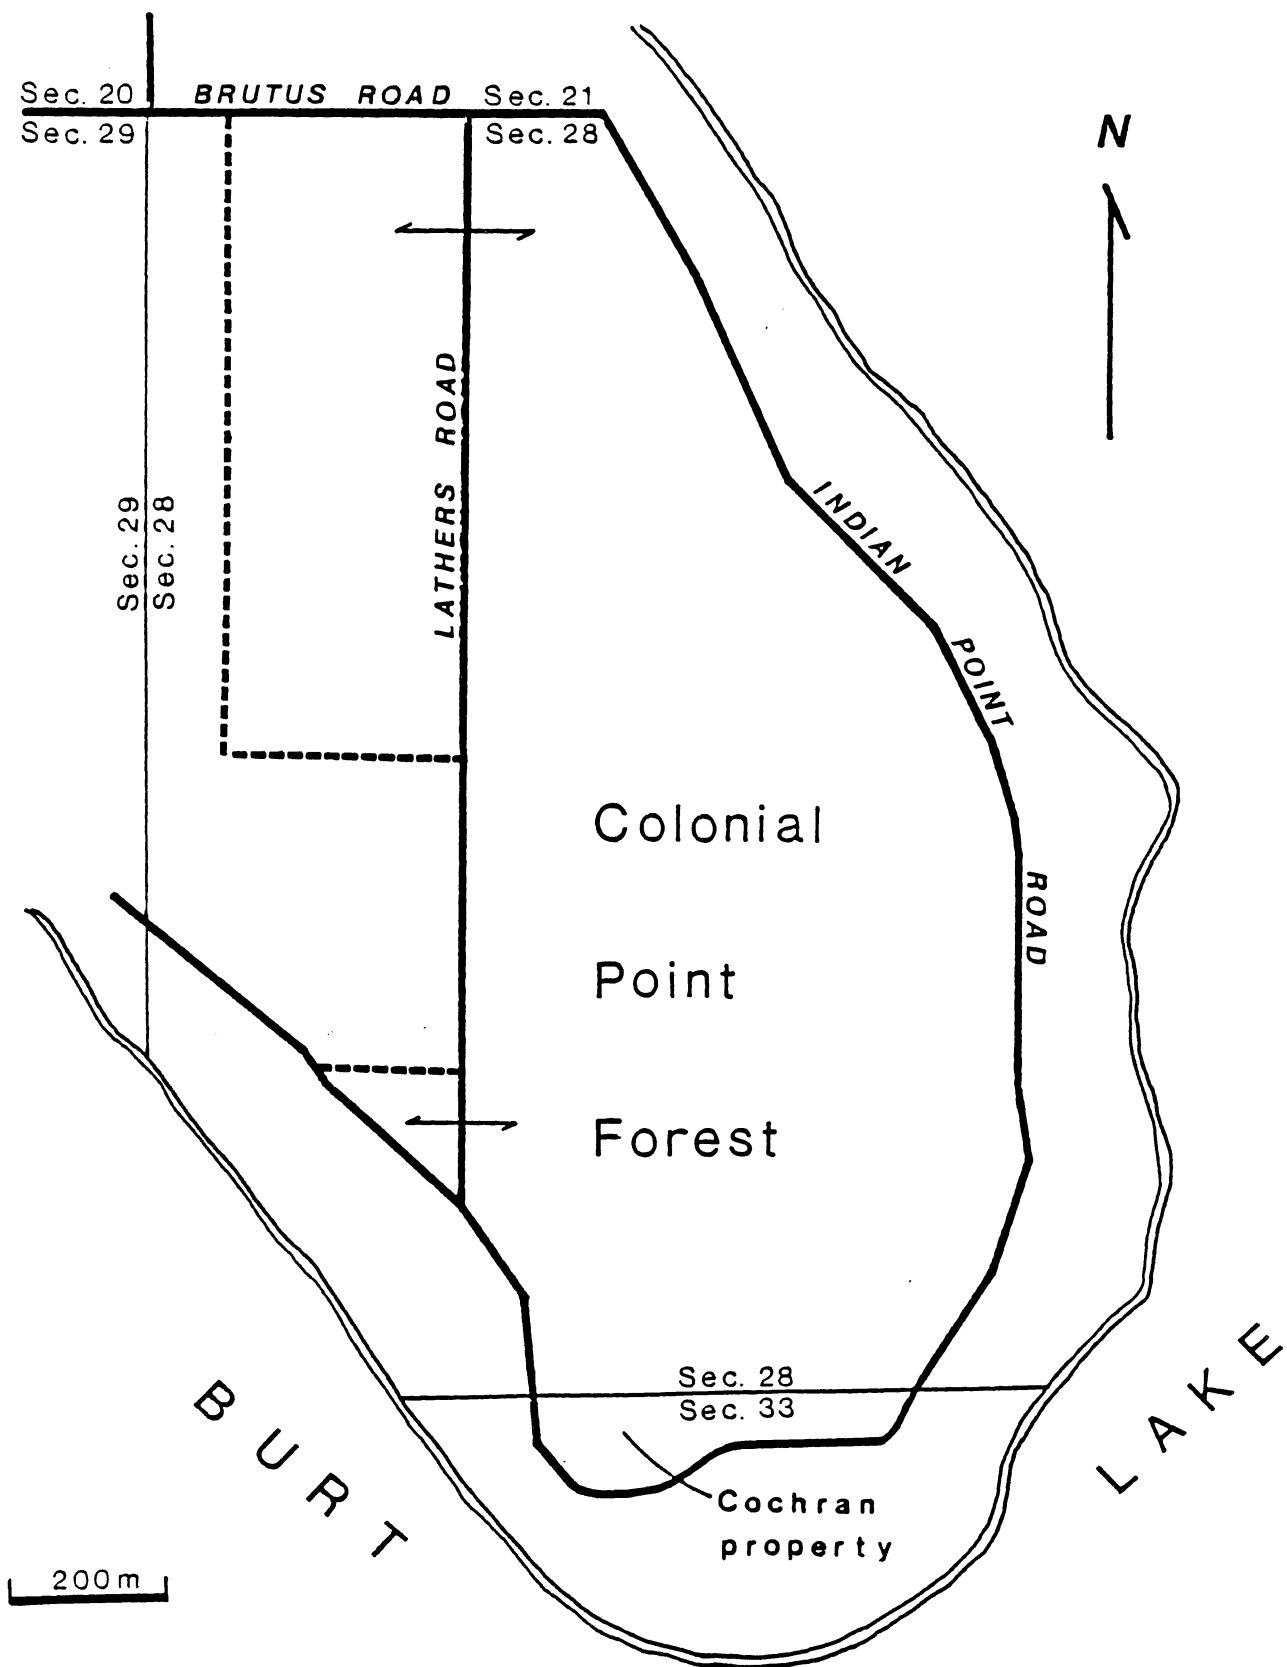 Sec. 20 BRUTUS ROAD Sec. 21
Sec. 29 Sec. 28
N
LATHERS ROAD
INDIAN POINT ROAD
Sec. 29
Sec. 28
Colonial
Point
Forest
Sec. 28
Sec. 33
Cochran
property
BURT LAKE
200m